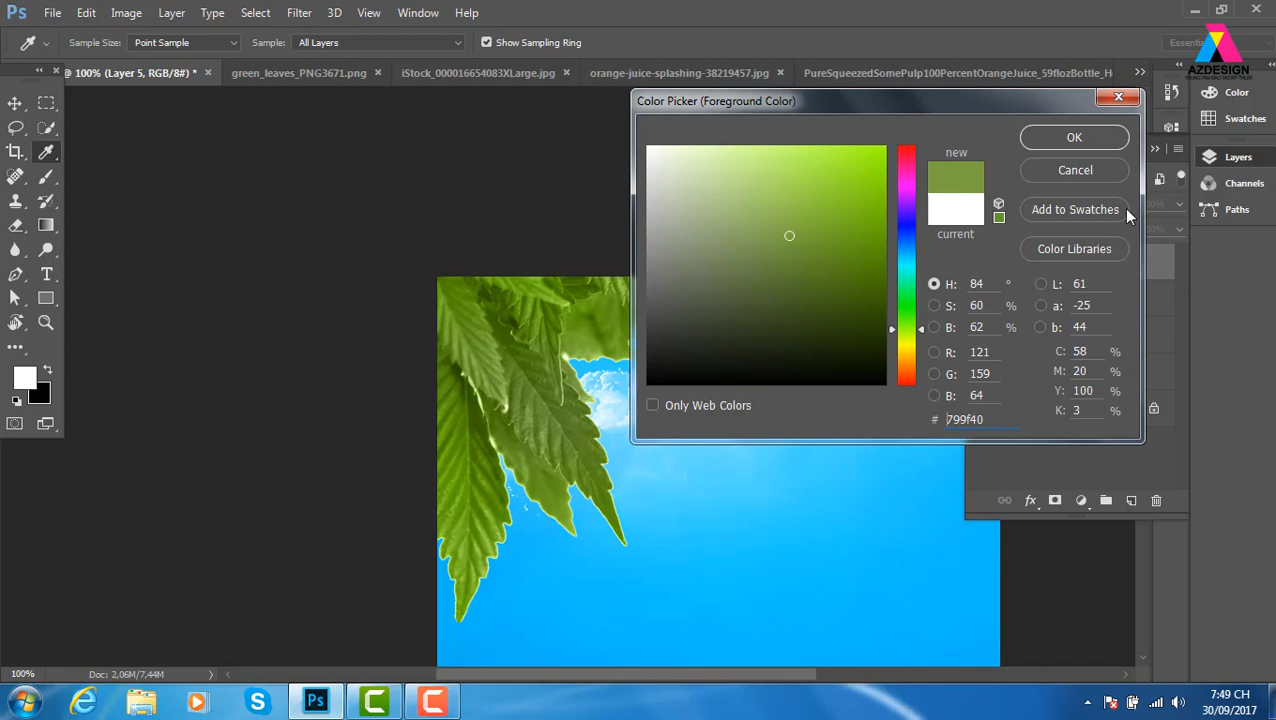 Ps File Edit Image Layer Type Select Filter 3D View Window Help
Sample Size: Point Sample Sample: All Layers Show Sampling Ring
AZDESIGN
@ 100% (Layer 5, RGB/8#) * × green_leaves_PNG3671.png × orange-juice-splashing-38219457.jpg × PureSqueezedSomePulp100PercentOrangeJuice_59flozBottle_
Color Picker (Foreground Color)
new
current
OK
Cancel
Add to Swatches
Color Libraries
H: 84 °
S: 60 %
B: 62 %
R: 121
G: 159
B: 64
# 799f40
L: 61
a: -25
b: 44
C: 58 %
M: 20 %
Y: 100 %
K: 3 %
Only Web Colors
Color
Swatches
Layers
Channels
Paths
fx
100% Doc: 2,06M/7,44M
Ps
7:49 CH
30/09/2017